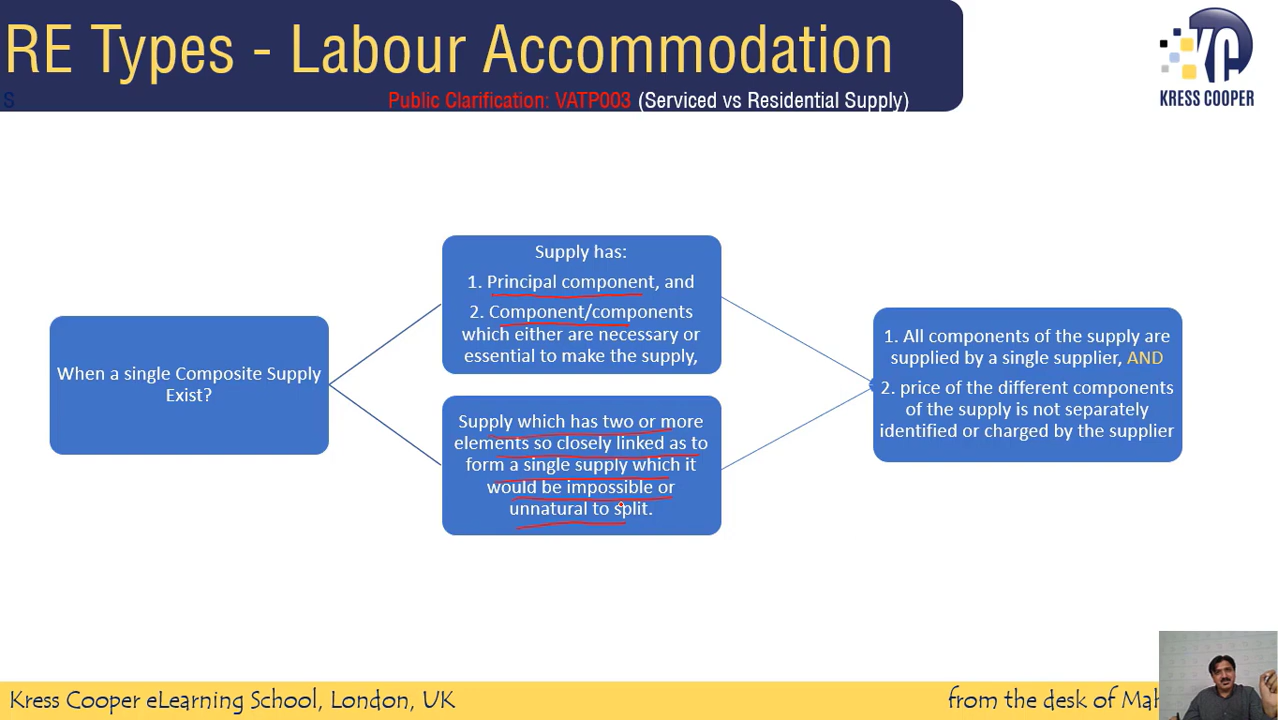 RE Types - Labour Accommodation
S
Public Clarification: VATP003 (Serviced vs Residential Supply)
KC
KRESS COOPER
When a single Composite Supply
Exist?
Supply has:
1. Principal component, and
2. Component/components
which either are necessary or
essential to make the supply,
Supply which has two or more
elements so closely linked as to
form a single supply which it
would be impossible or
unnatural to split.
1. All components of the supply are
supplied by a single supplier, AND
2. price of the different components
of the supply is not separately
identified or charged by the supplier
Kress Cooper eLearning School, London, UK
from the desk of Mah